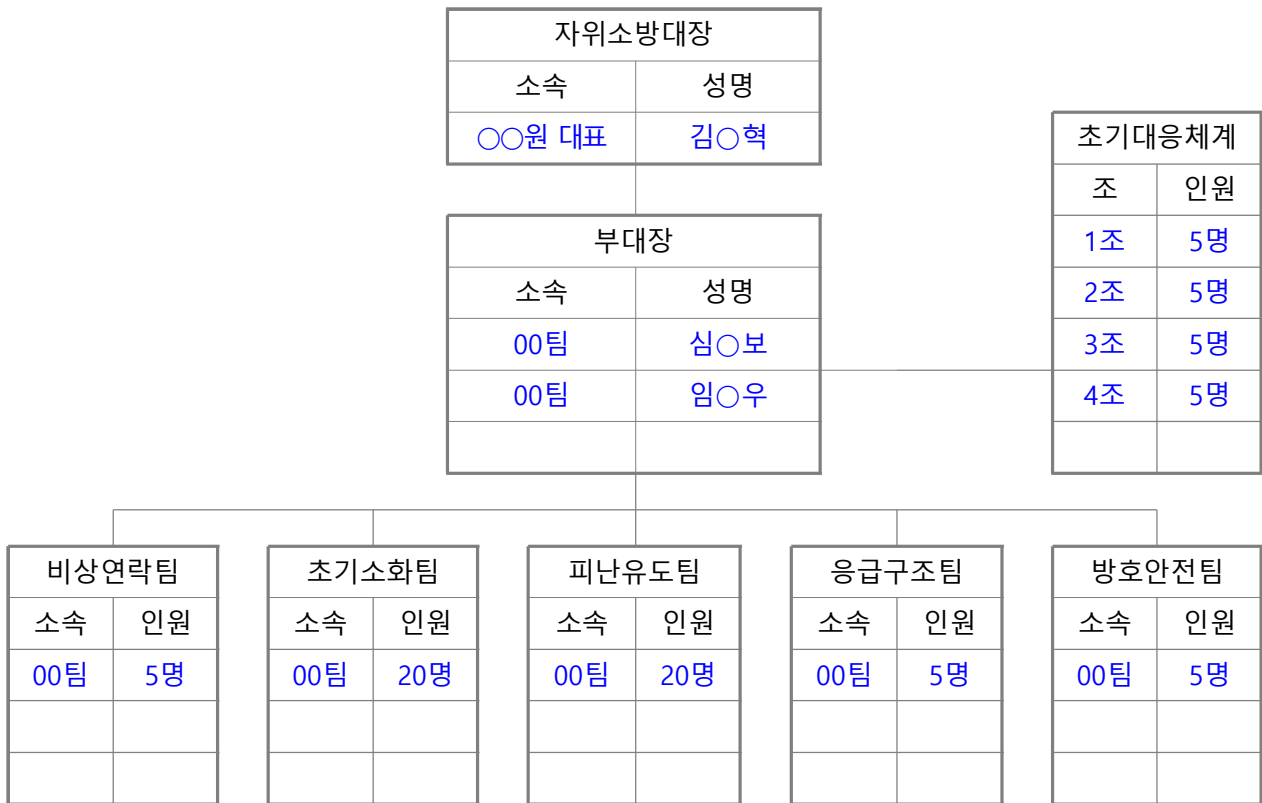 자위소방대장
소속 성명
○○원 대표 김○혁
부대장
소속 성명
00팀 심○보
00팀 임○우
초기대응체계
조 인원
1조 5명
2조 5명
3조 5명
4조 5명
비상연락팀
소속 인원
00팀 5명
초기소화팀
소속 인원
00팀 20명
피난유도팀
소속 인원
00팀 20명
응급구조팀
소속 인원
00팀 5명
방호안전팀
소속 인원
00팀 5명